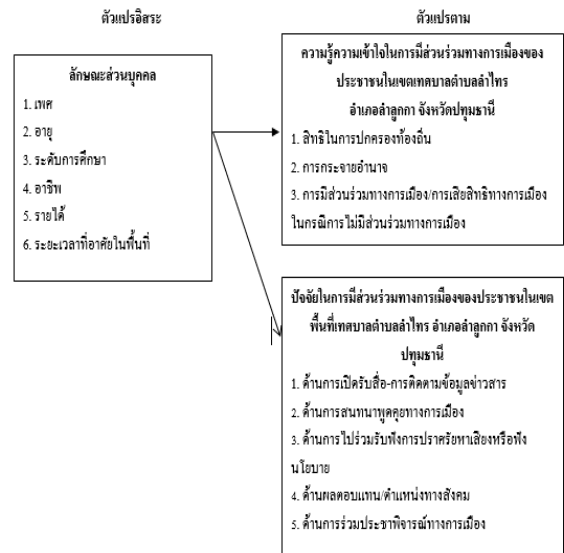 ตัวแปรอิสระ
ตัวแปรตาม
ลักษณะส่วนบุคคล
1. เพศ
2. อายุ
3. ระดับการศึกษา
4. อาชีพ
5. รายได้
6. ระยะเวลาที่อาศัยในพื้นที่
ความรู้ความเข้าใจในการมีส่วนร่วมทางการเมืองของ
ประชาชนในเขตเทศบาลตำบลลำไทร
อำเภอลำลูกกา จังหวัดปทุมธานี
1. สิทธิในการปกครองท้องถิ่น
2. การกระจายอำนาจ
3. การมีส่วนร่วมทางการเมือง/การเสียสิทธิทางการเมือง
ในกรณีการไม่มีส่วนร่วมทางการเมือง
ปัจจัยในการมีส่วนร่วมทางการเมืองของประชาชนในเขต
พื้นที่เทศบาลตำบลลำไทร อำเภอลำลูกกา จังหวัด
ปทุมธานี
1. ด้านการเปิดรับสื่อ-การติดตามข้อมูลข่าวสาร
2. ด้านการสนทนาพูดคุยทางการเมือง
3. ด้านการไปร่วมรับฟังการปราศรัยหาเสียงหรือฟัง
นโยบาย
4. ด้านผลตอบแทน/ตำแหน่งทางสังคม
5. ด้านการร่วมประชาพิจารณ์ทางการเมือง